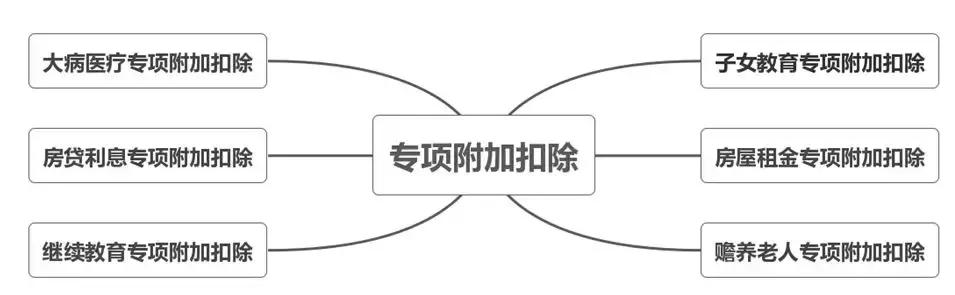 大病医疗专项附加扣除
子女教育专项附加扣除
房贷利息专项附加扣除
专项附加扣除
房屋租金专项附加扣除
继续教育专项附加扣除
赡养老人专项附加扣除